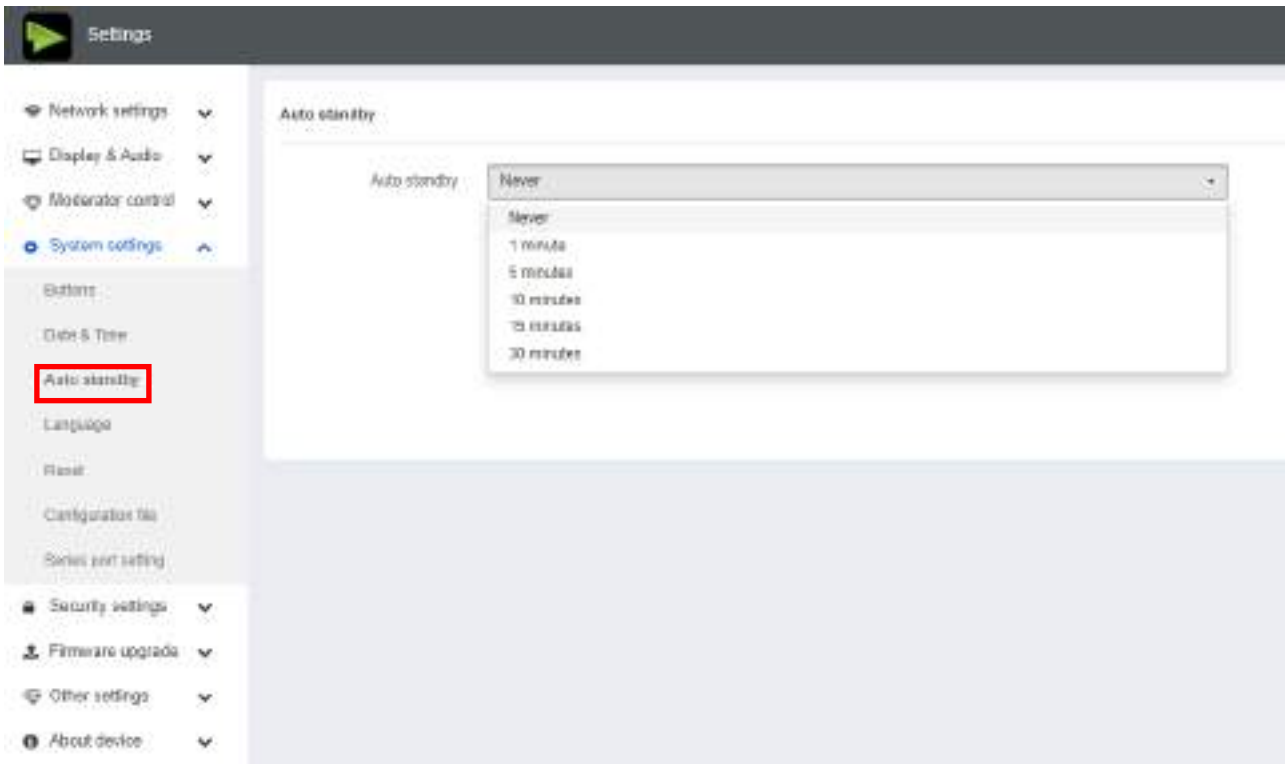 Settings
Network settings
Display & Audio
Moderator control
System settings
Buttons
Date & Time
Auto standby
Language
Reset
Configuration file
Series port setting
Security settings
Firmware upgrade
Other settings
About device
Auto standby
Auto standby
Never
Never
1 minute
5 minutes
10 minutes
15 minutes
30 minutes